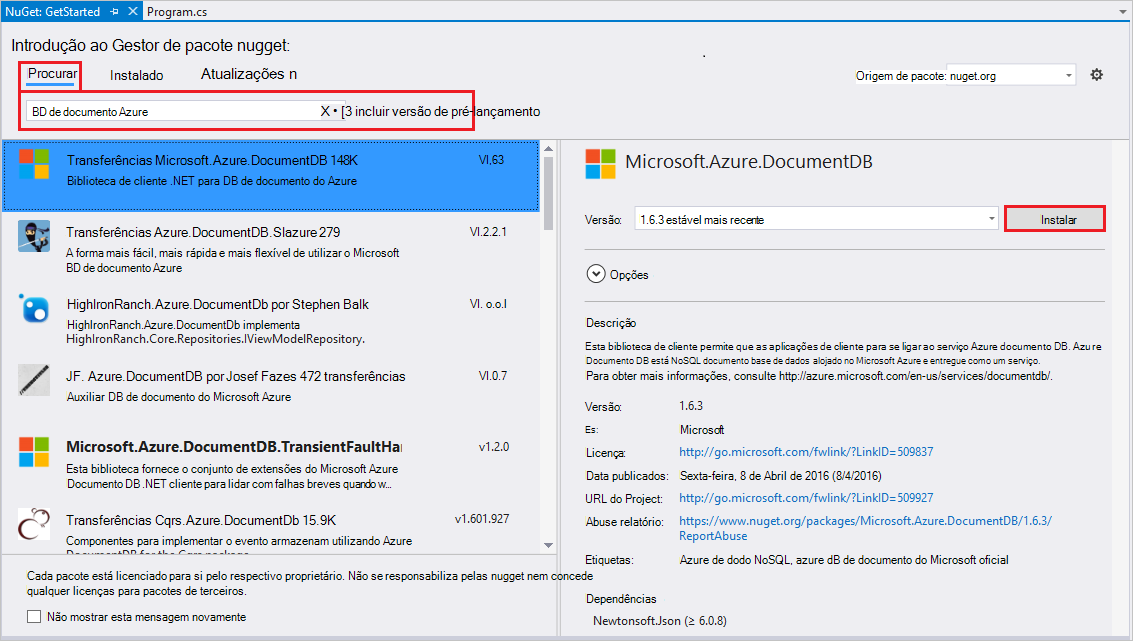 NuGet: GetStarted
Program.cs
Introdução ao Gestor de pacote nugget:
Procurar
Instalado
Atualizações n
Origem de pacote: nuget.org
BD de documento Azure
X • [3 incluir versão de pré-lançamento
Transferências Microsoft.Azure.DocumentDB 148K
VI.63
Biblioteca de cliente .NET para DB de documento do Azure
Transferências Azure.DocumentDB.Slazure 279
VI.2.2.1
A forma mais fácil, mais rápida e mais flexível de utilizar o Microsoft
BD de documento Azure
HighIronRanch.Azure.DocumentDb por Stephen Balk
VI. o.o.l
HighIronRanch.Azure.DocumentDb implementa
HighIronRanch.Core.Repositories.IViewModelRepository.
JF. Azure.DocumentDB por Josef Fazes 472 transferências
VI.0.7
Auxiliar DB de documento do Microsoft Azure
Microsoft.Azure.DocumentDB.TransientFaultHa
v1.2.0
Esta biblioteca fornece o conjunto de extensões do Microsoft Azure
Documento DB .NET cliente para lidar com falhas breves quando w...
Transferências Cqrs.Azure.DocumentDb 15.9K
v1.601.927
Componentes para implementar o evento armazenam utilizando Azure
DocumentDB for the Cqrs package
Cada pacote está licenciado para si pelo respectivo proprietário. Não se responsabiliza pelas nugget nem concede
qualquer licenças para pacotes de terceiros.
Não mostrar esta mensagem novamente
Microsoft.Azure.DocumentDB
Versão:
1.6.3 estável mais recente
Instalar
Opções
Descrição
Esta biblioteca de client permite que as aplicações de cliente para se ligar ao serviço Azure documento DB. Azure
Documento DB está NoSQL documento base de dados alojado no Microsoft Azure e entregue como um serviço.
Para obter mais informações, consulte http://azure.microsoft.com/en-us/services/documentdb/.
Versão:
1.6.3
Es:
Microsoft
Licença:
http://go.microsoft.com/fwlink/?LinkID=509837
Data publicados:
Sexta-feira, 8 de Abril de 2016 (8/4/2016)
URL do Project:
http://go.microsoft.com/fwlink/?LinkID=509927
Abuse relatório:
https://www.nuget.org/packages/Microsoft.Azure.DocumentDB/1.6.3/
ReportAbuse
Etiquetas:
Azure de dodo NoSQL, azure dB de documento do Microsoft oficial
Dependências
Newtonsoft.Json (≥ 6.0.8)